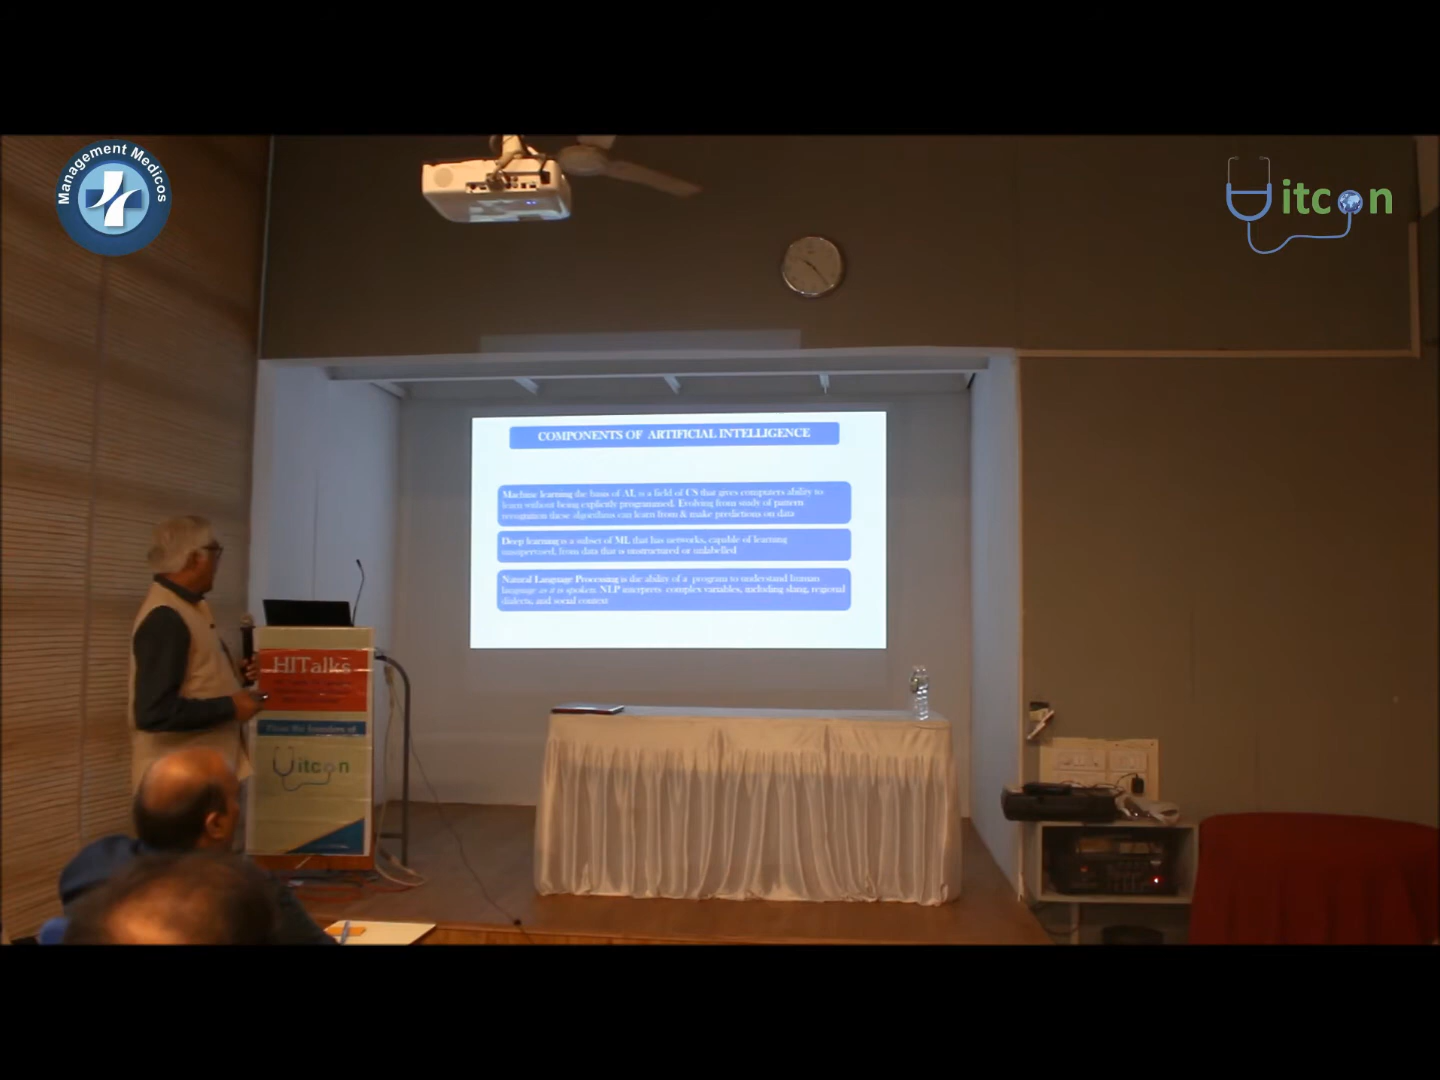 Management Medicos
itcon
COMPONENTS OF ARTIFICIAL INTELLIGENCE
Machine learning the basis of AI, is a field of CS that gives computers ability to
learn without being explicitly programmed. Evolving from study of pattern
recognition these algorithms can learn from & make predictions on data
Deep learning is a subset of ML that has networks, capable of learning
unsupervised, from data that is unstructured or unlabelled
Natural Language Processing is the ability of a program to understand human
language as it is spoken. NLP interprets complex variables, including slang, regional
dialects, and social context
HITalks
itcon